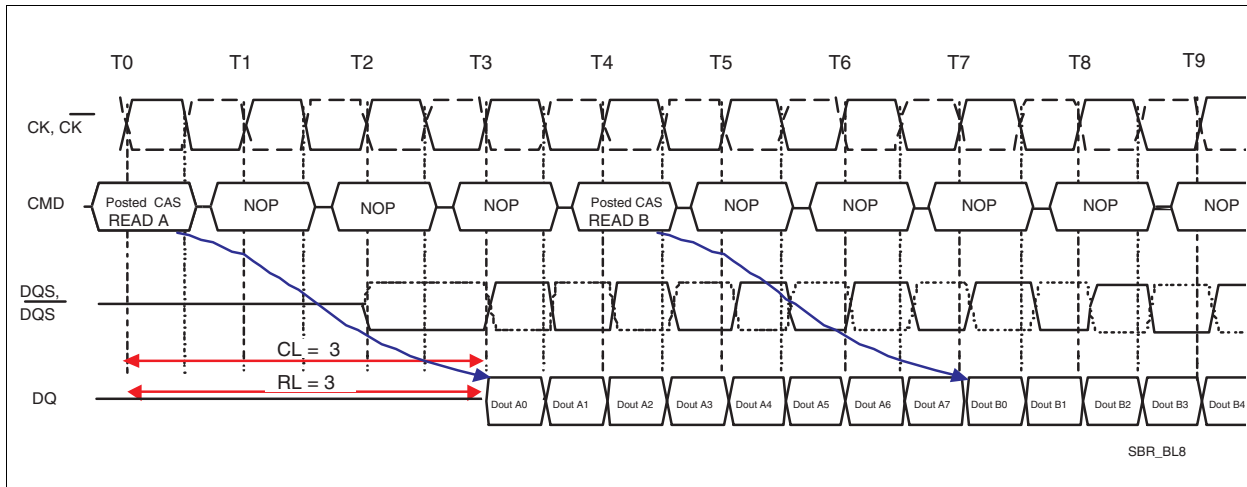 T0 T1 T2 T3 T4 T5 T6 T7 T8 T9
CK, CK
CMD
Posted CAS
READ A
NOP
NOP
NOP
Posted CAS
READ B
NOP
NOP
NOP
NOP
NOP
DQS,
DQS
CL = 3
RL = 3
DQ
Dout A0 Dout A1 Dout A2 Dout A3 Dout A4 Dout A5 Dout A6 Dout A7 Dout B0 Dout B1 Dout B2 Dout B3 Dout B4
SBR_BL8